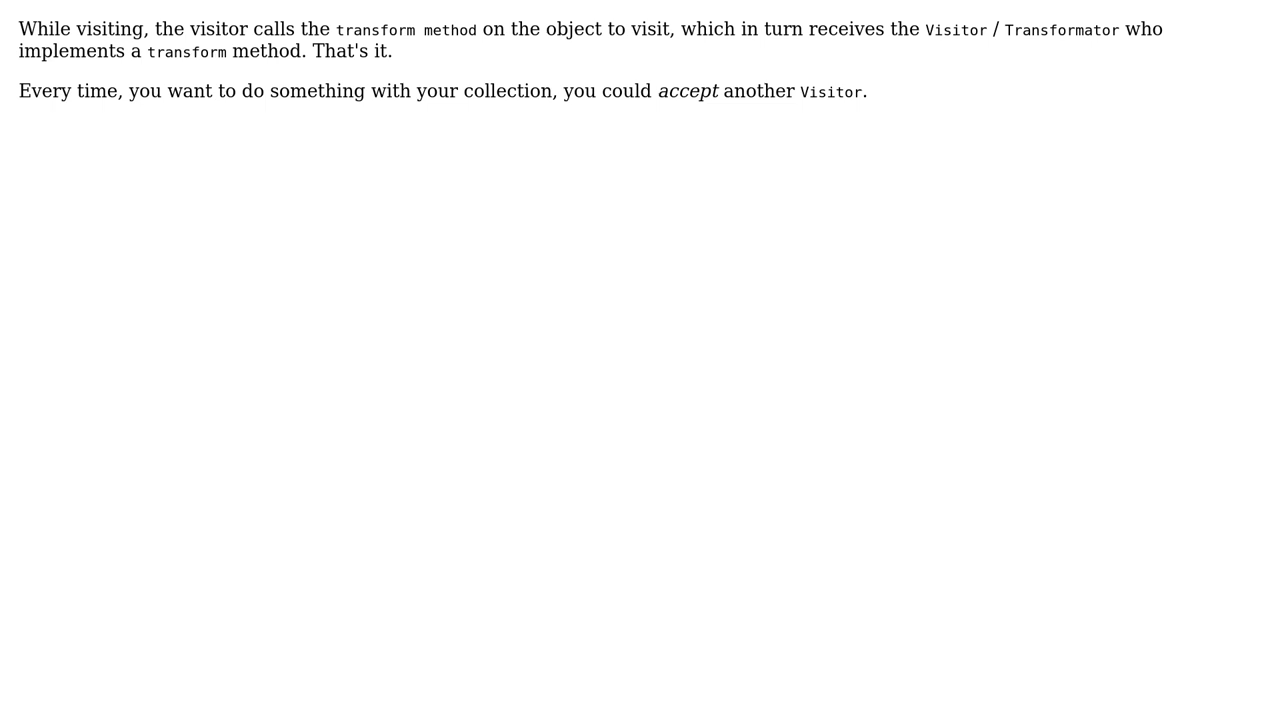 While visiting, the visitor calls the transform method on the object to visit, which in turn receives the Visitor / Transformator who
implements a transform method. That's it.
Every time, you want to do something with your collection, you could accept another Visitor.